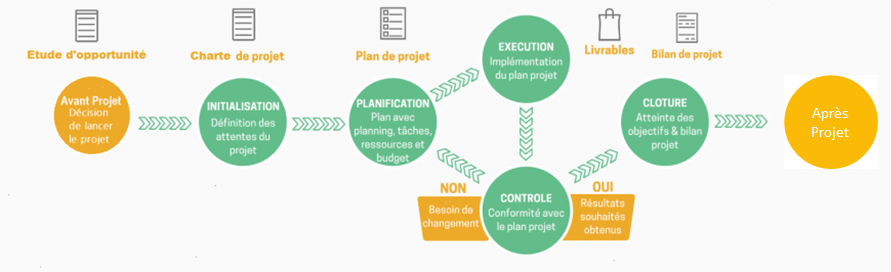 Etude d'opportunité
Avant Projet
Décision
de lancer
le projet
Charte de projet
INITIALISATION
Définition des
attentes du
projet
Plan de projet
PLANIFICATION
Plan avec
planning, tâches,
ressources et
budget
EXECUTION
Implémentation
du plan projet
Livrables
NON
Besoin de
changement
CONTROLE
Conformité avec
le plan projet
OUI
Résultats
souhaités
obtenus
Bilan de projet
CLOTURE
Atteinte des
objectifs & bilan
projet
Après
Projet